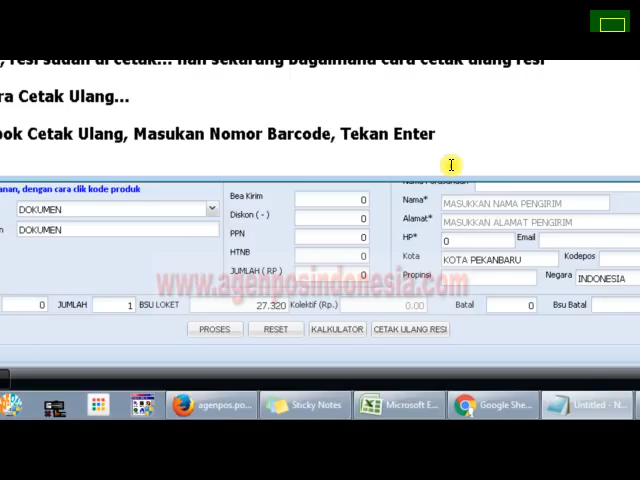 , resi sudah di cetak... nah sekarang bagaimana cara cetak ulang resi
ra Cetak Ulang...
ok Cetak Ulang, Masukan Nomor Barcode, Tekan Enter
anan, dengan cara clik kode produk
DOKUMEN
n DOKUMEN
Bea Kirim 0
Diskon ( - ) 0
PPN 0
HTNB 0
JUMLAH ( RP ) 0
Nama* MASUKKAN NAMA PENGIRIM
Alamat* MASUKKAN ALAMAT PENGIRIM
HP* 0 Email
Kota KOTA PEKANBARU Kodepos
Propinsi Negara INDONESIA
www.agenposindonesia.com
0 JUMLAH 1 BSU LOKET 27.320 Kolektif (Rp.) 0.00 Batal 0 Bsu Batal
PROSES RESET KALKULATOR CETAK ULANG RESI
agenpos.po... Sticky Notes Microsoft E... Google She... Untitled - N...